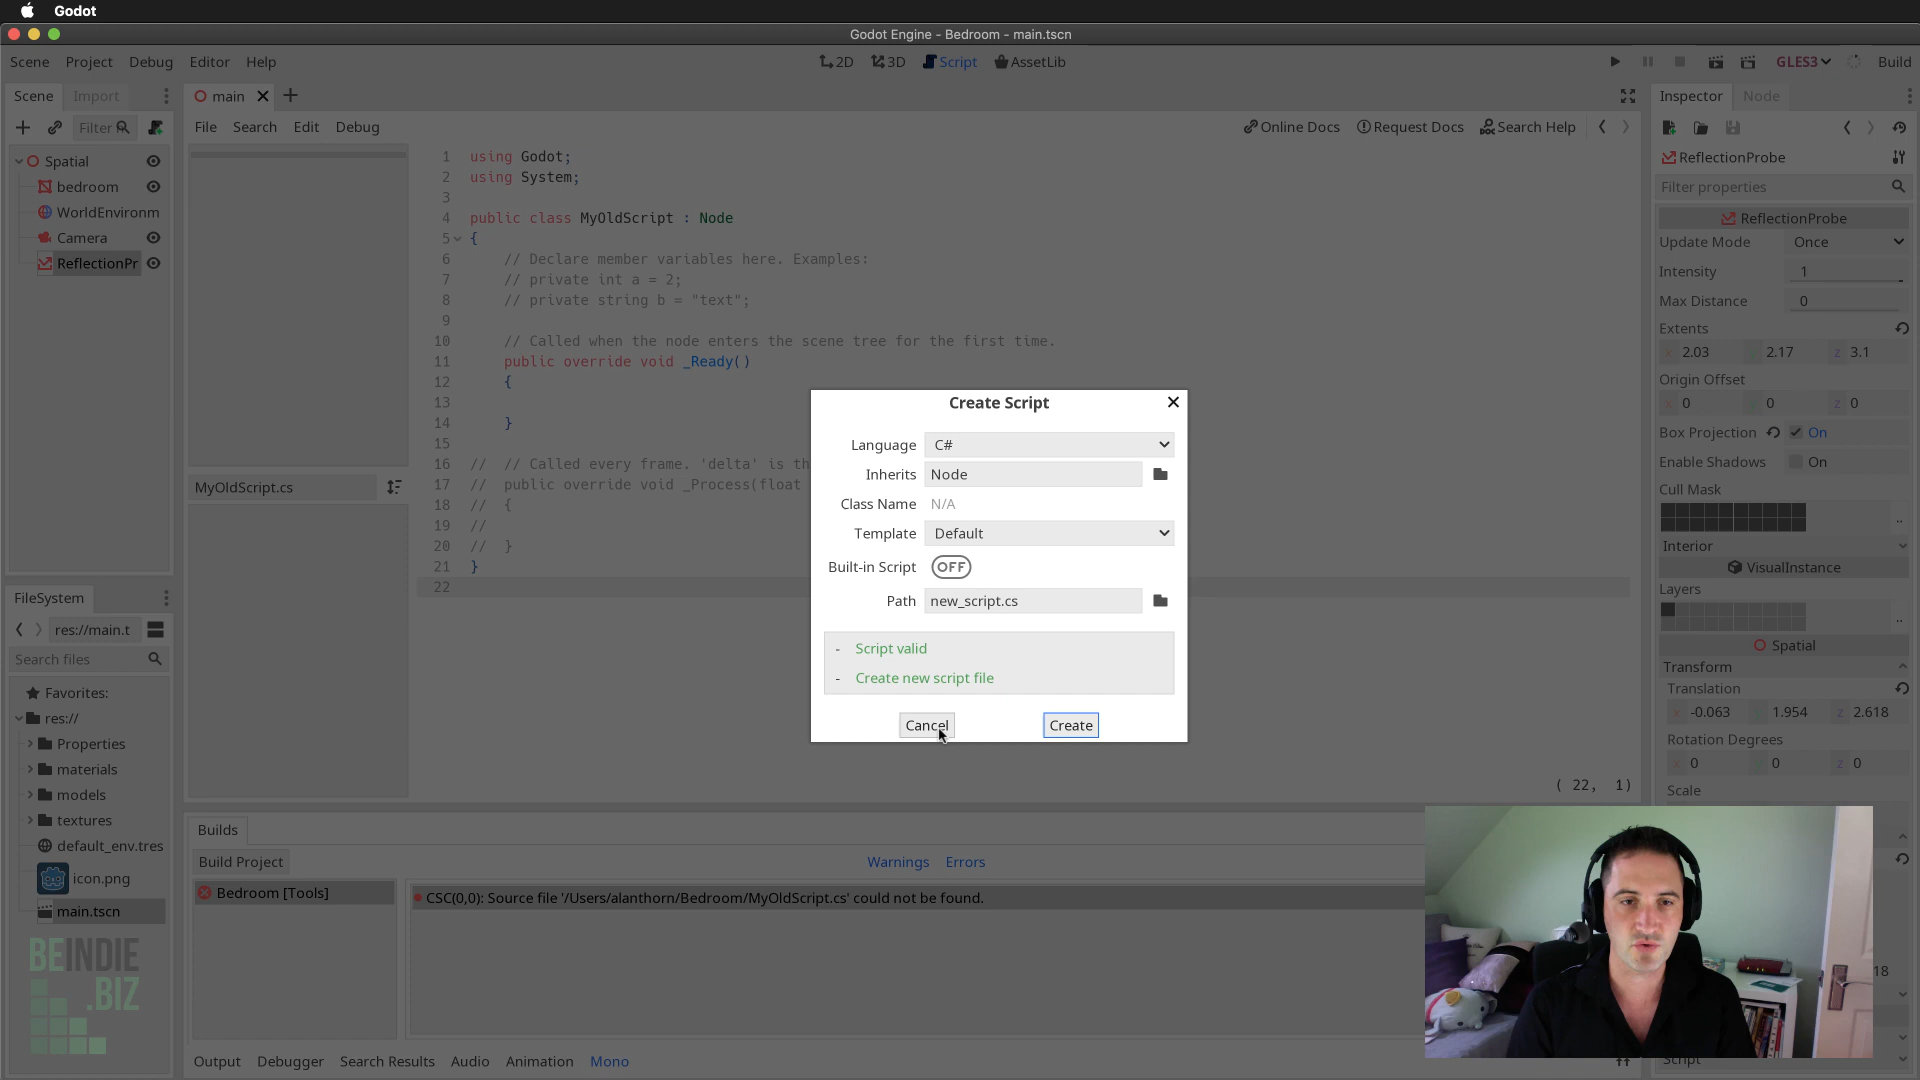 Godot
Godot Engine - Bedroom - main.tscn
Scene Project Debug Editor Help
2D 3D Script AssetLib
GLES3 Build
Scene Import
main
Inspector Node
Filter
File Search Edit Debug
Online Docs Request Docs Search Help
Spatial
bedroom
WorldEnvironm
Camera
ReflectionPr
1 using Godot;
2 using System;
3
4 public class MyOldScript : Node
5 {
6 // Declare member variables here. Examples:
7 // private int a = 2;
8 // private string b = "text";
9
10 // Called when the node enters the scene tree for the first time.
11 public override void _Ready()
12 {
13
14 }
15
16 // // Called every frame. 'delta' is th
17 // public override void _Process(float
18 // {
19 //
20 // }
21 }
22
MyOldScript.cs
( 22, 1)
Create Script
Language C#
Inherits Node
Class Name N/A
Template Default
Built-in Script OFF
Path new_script.cs
- Script valid
- Create new script file
Cancel Create
ReflectionProbe
Filter properties
ReflectionProbe
Update Mode Once
Intensity 1
Max Distance 0
Extents
x 2.03 y 2.17 z 3.1
Origin Offset
x 0 y 0 z 0
Box Projection On
Enable Shadows On
Cull Mask
..
Interior
VisualInstance
Layers
..
Spatial
Transform
Translation
x -0.063 y 1.954 z 2.618
Rotation Degrees
x 0 y 0 z 0
Scale
18
Script
FileSystem
res://main.t
Search files
Favorites:
res://
Properties
materials
models
textures
default_env.tres
icon.png
main.tscn
BEINDIE
.BIZ
Builds
Build Project
Warnings Errors
Bedroom [Tools]
CSC(0,0): Source file '/Users/alanthorn/Bedroom/MyOldScript.cs' could not be found.
Output Debugger Search Results Audio Animation Mono